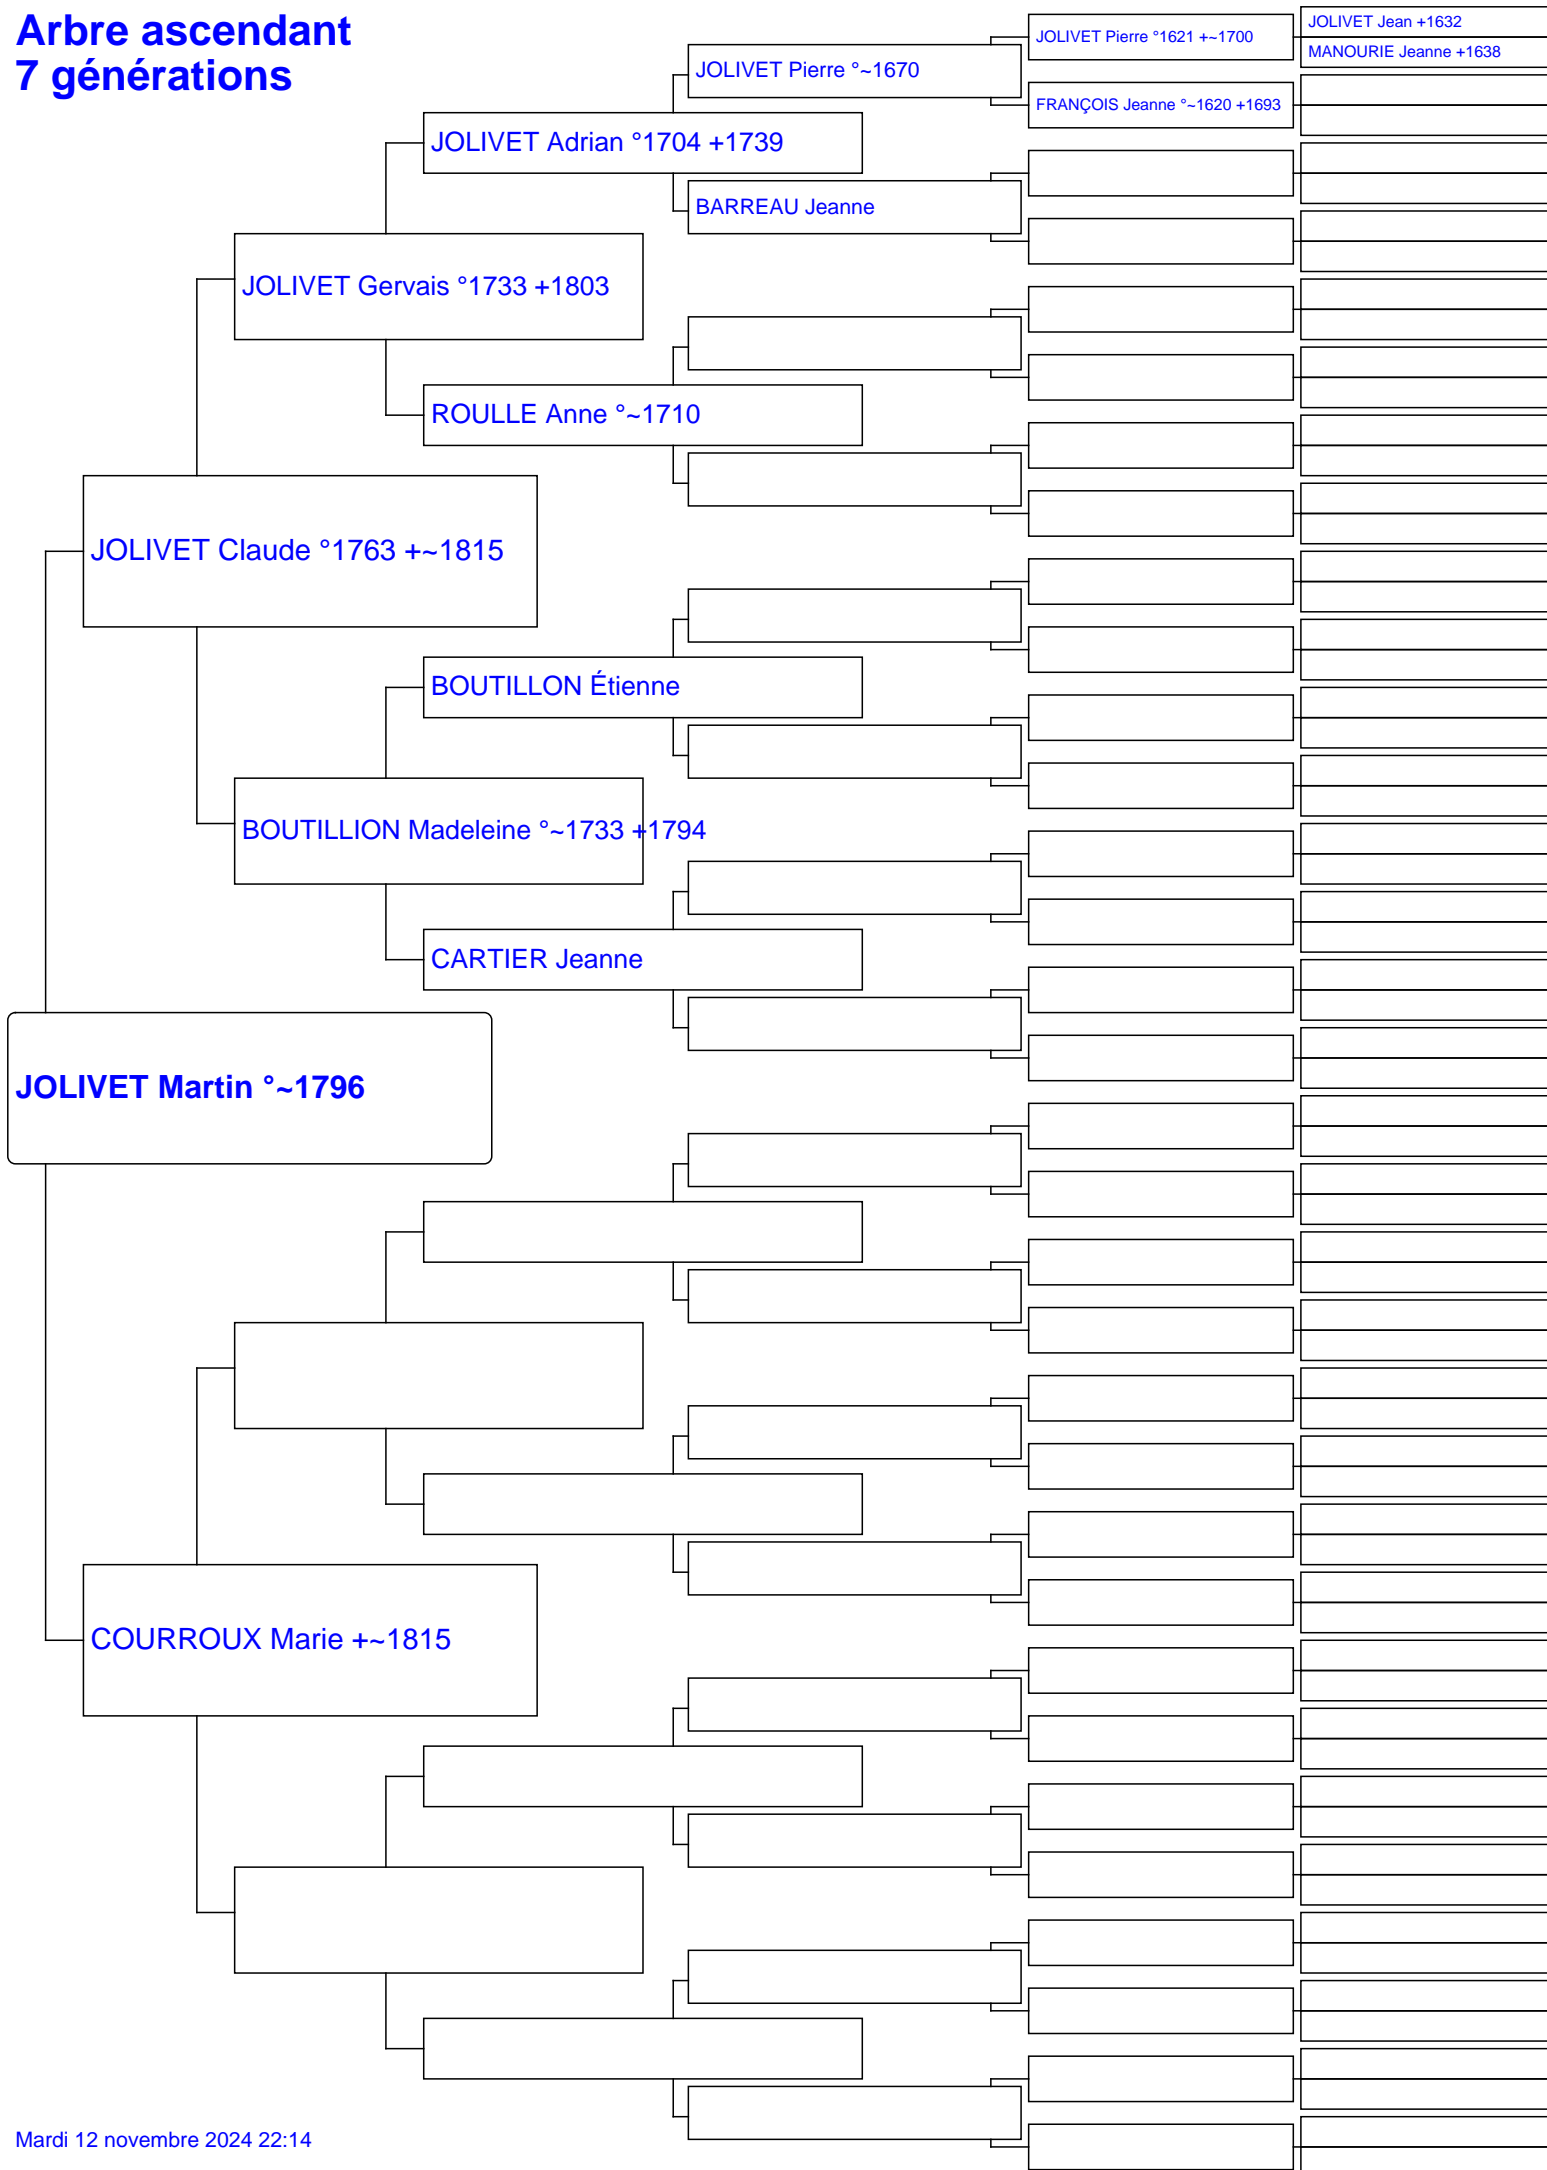 Arbre ascendant
7 générations
JOLIVET Jean +1632
JOLIVET Pierre °1621 +~1700
MANOURIE Jeanne +1638
JOLIVET Pierre °~1670
FRANÇOIS Jeanne °~1620 +1693
JOLIVET Adrian °1704 +1739
BARREAU Jeanne
JOLIVET Gervais °1733 +1803
ROULLE Anne °~1710
JOLIVET Claude °1763 +~1815
BOUTILLON Étienne
BOUTILLION Madeleine °~1733 +1794
CARTIER Jeanne
JOLIVET Martin °~1796
COURROUX Marie +~1815
Mardi 12 novembre 2024 22:14